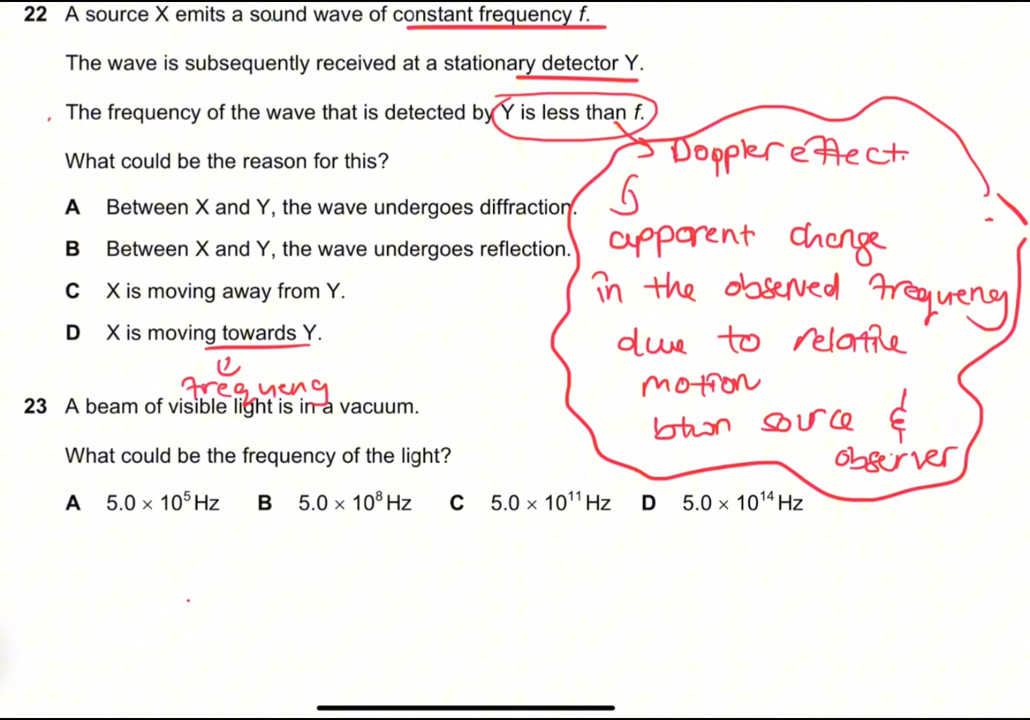 22 A source X emits a sound wave of constant frequency f.
The wave is subsequently received at a stationary detector Y.
The frequency of the wave that is detected by Y is less than f.
What could be the reason for this?
A Between X and Y, the wave undergoes diffraction.
B Between X and Y, the wave undergoes reflection.
C X is moving away from Y.
D X is moving towards Y.
frequeny
Doppler effect.
apparent change
in the observed frequency
due to relative
motion
btwn source &
observer
23 A beam of visible light is in a vacuum.
What could be the frequency of the light?
A 5.0 × 10⁵ Hz B 5.0 × 10⁸ Hz C 5.0 × 10¹¹ Hz D 5.0 × 10¹⁴ Hz